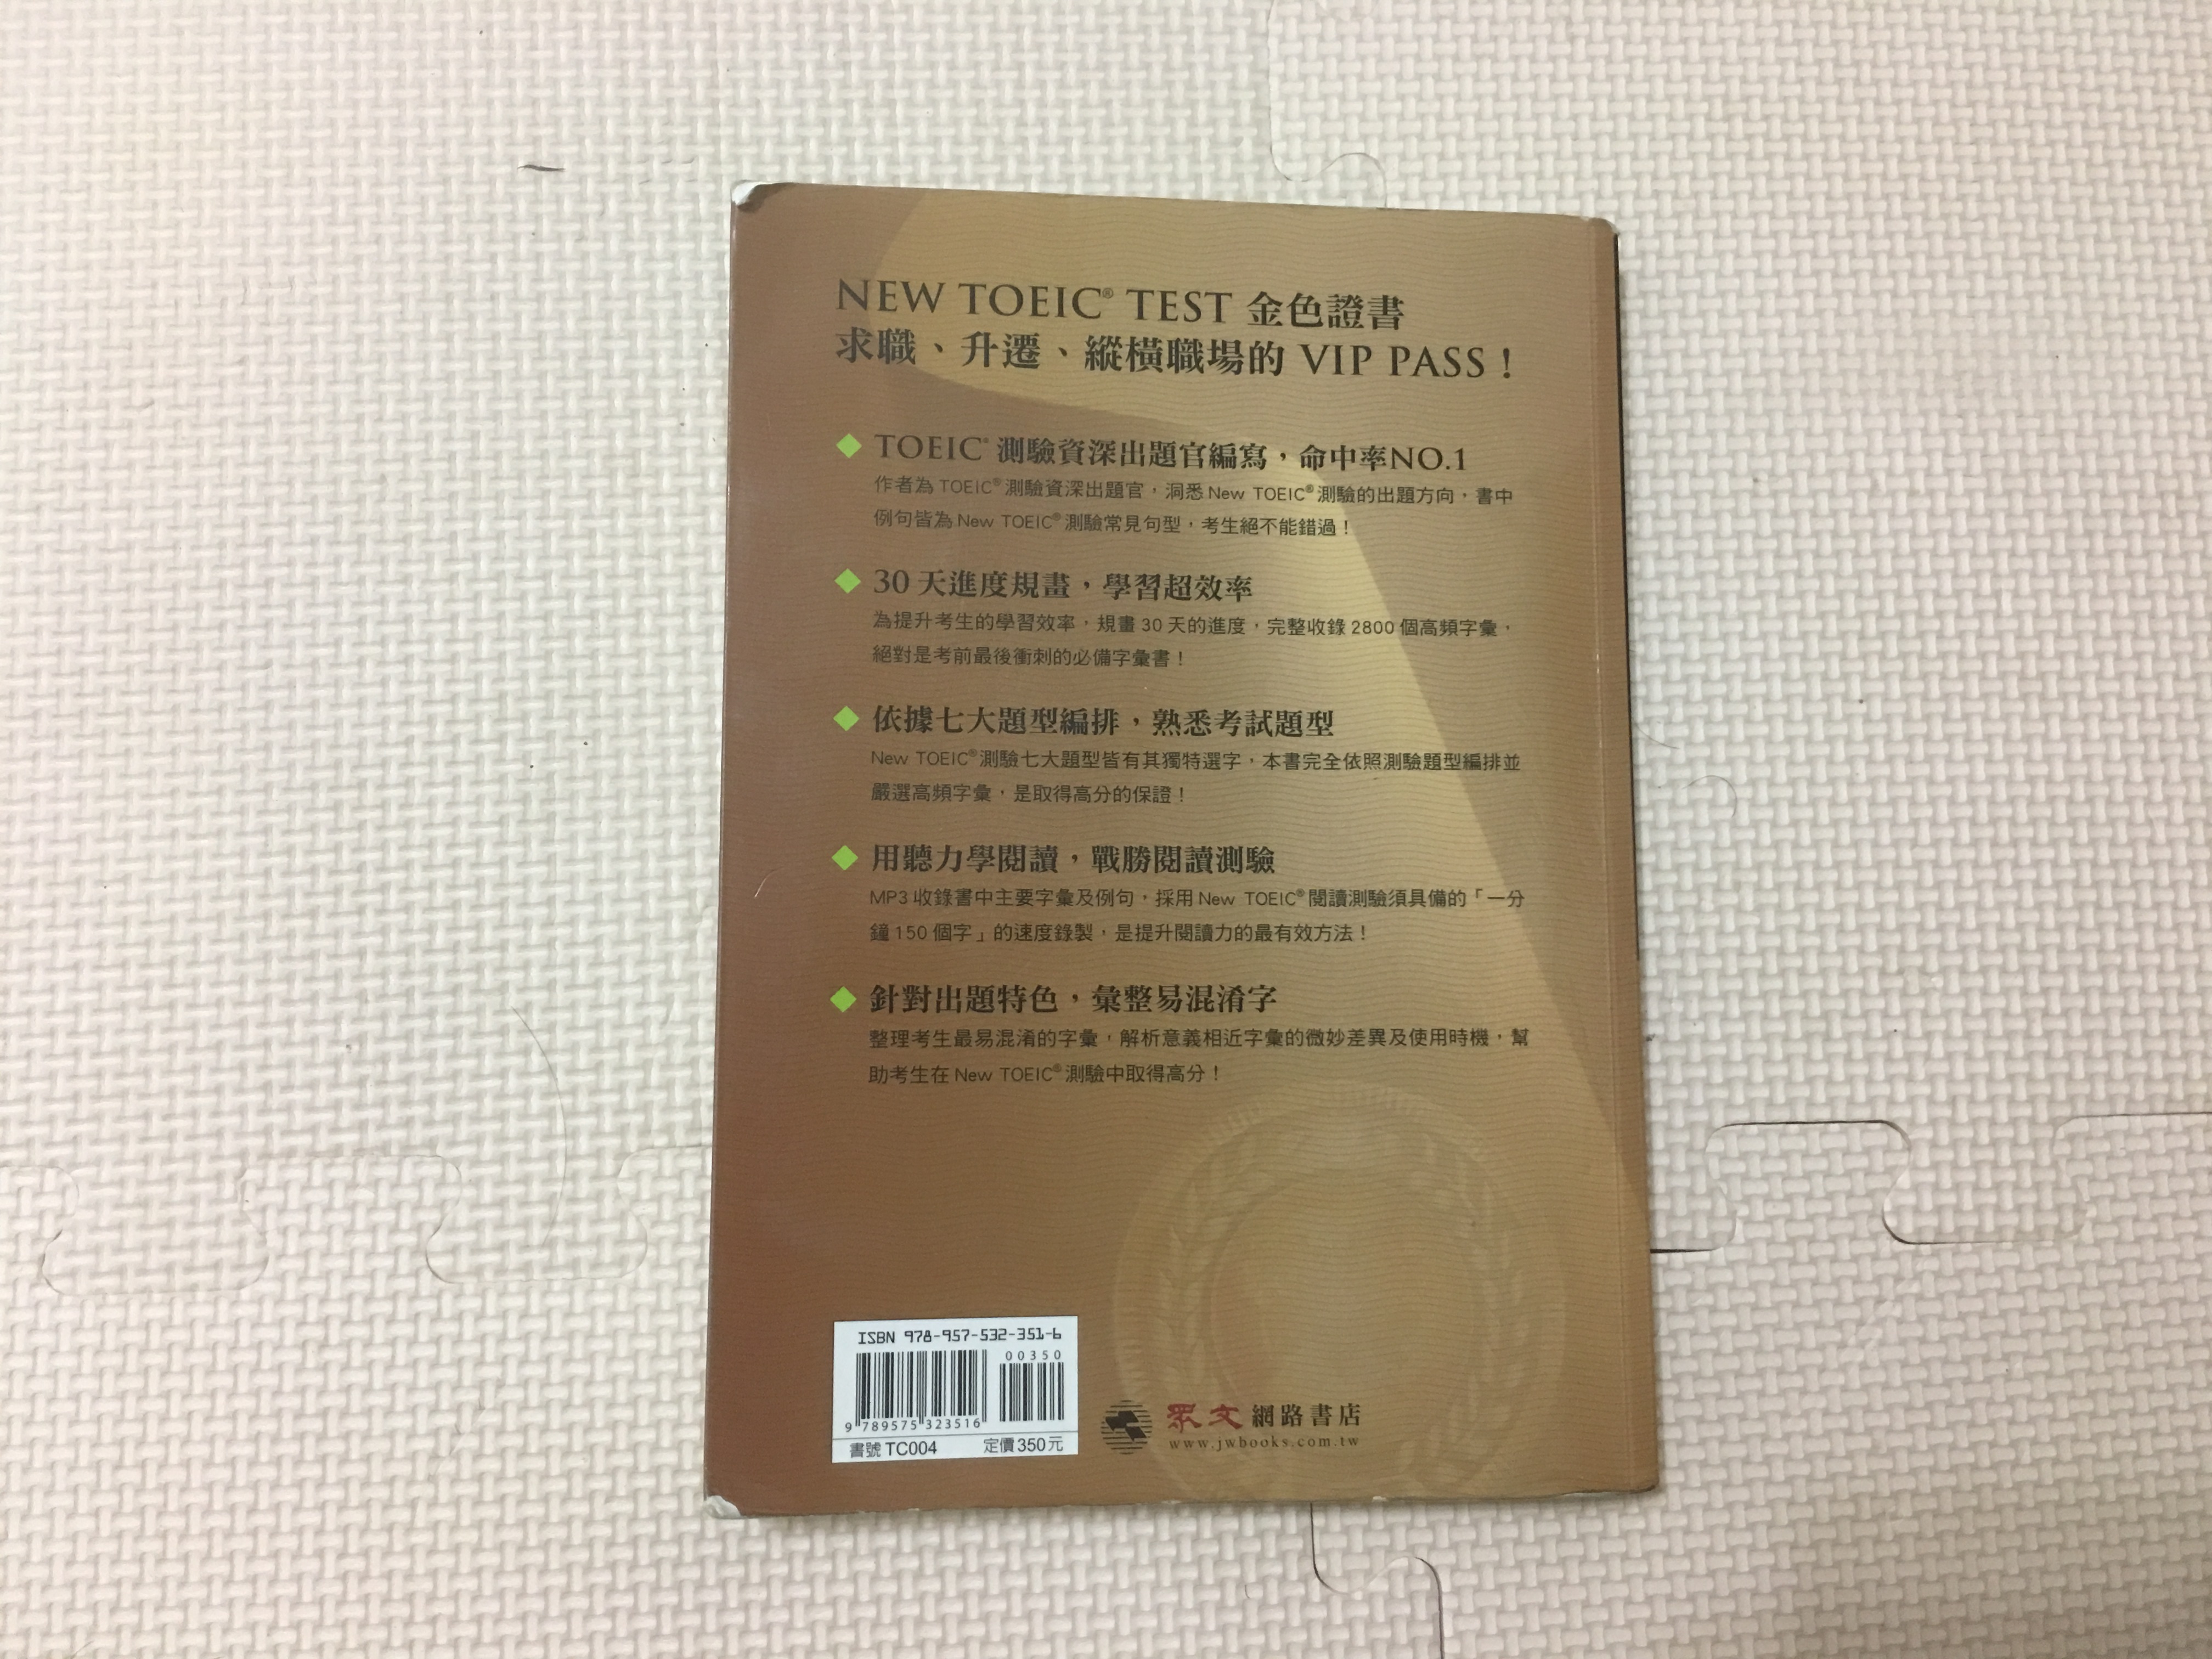 NEW TOEIC® TEST 金色證書
求職、升遷、縱橫職場的 VIP PASS！
TOEIC® 測驗資深出題官編寫，命中率NO.1
作者為 TOEIC® 測驗資深出題官，洞悉 New TOEIC® 測驗的出題方向，書中
例句皆為 New TOEIC® 測驗常見句型，考生絕不能錯過！
30 天進度規畫，學習超效率
為提升考生的學習效率，規畫 30 天的進度，完整收錄 2800 個高頻字彙，
絕對是考前最後衝刺的必備字彙書！
依據七大題型編排，熟悉考試題型
New TOEIC® 測驗七大題型皆有其獨特選字，本書完全依照測驗題型編排並
嚴選高頻字彙，是取得高分的保證！
用聽力學閱讀，戰勝閱讀測驗
MP3 收錄書中主要字彙及例句，採用 New TOEIC® 閱讀測驗須具備的「一分
鐘 150 個字」的速度錄製，是提升閱讀力的最有效方法！
針對出題特色，彙整易混淆字
整理考生最易混淆的字彙，解析意義相近字彙的微妙差異及使用時機，幫
助考生在 New TOEIC® 測驗中取得高分！
ISBN 978-957-532-351-6
00350
9 789575 323516
書號 TC004 定價 350元
眾文網路書店
www.jwbooks.com.tw